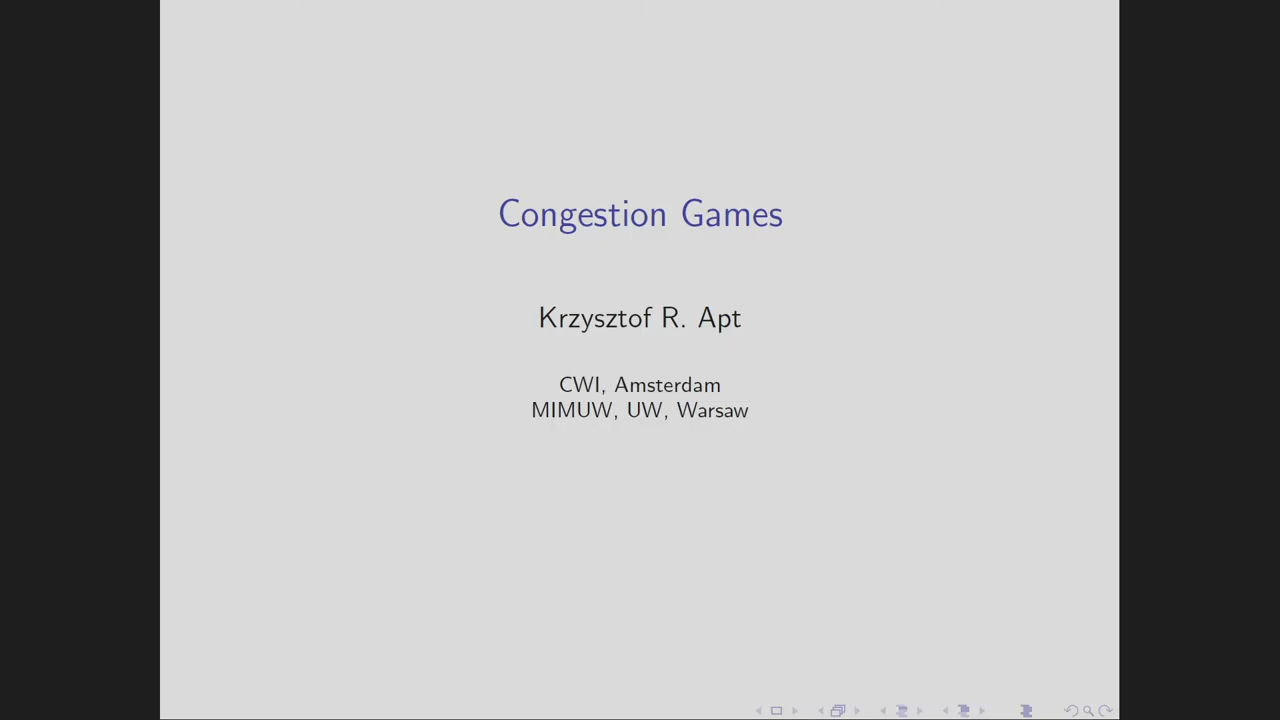 Congestion Games
Krzysztof R. Apt
CWI, Amsterdam
MIMUW, UW, Warsaw